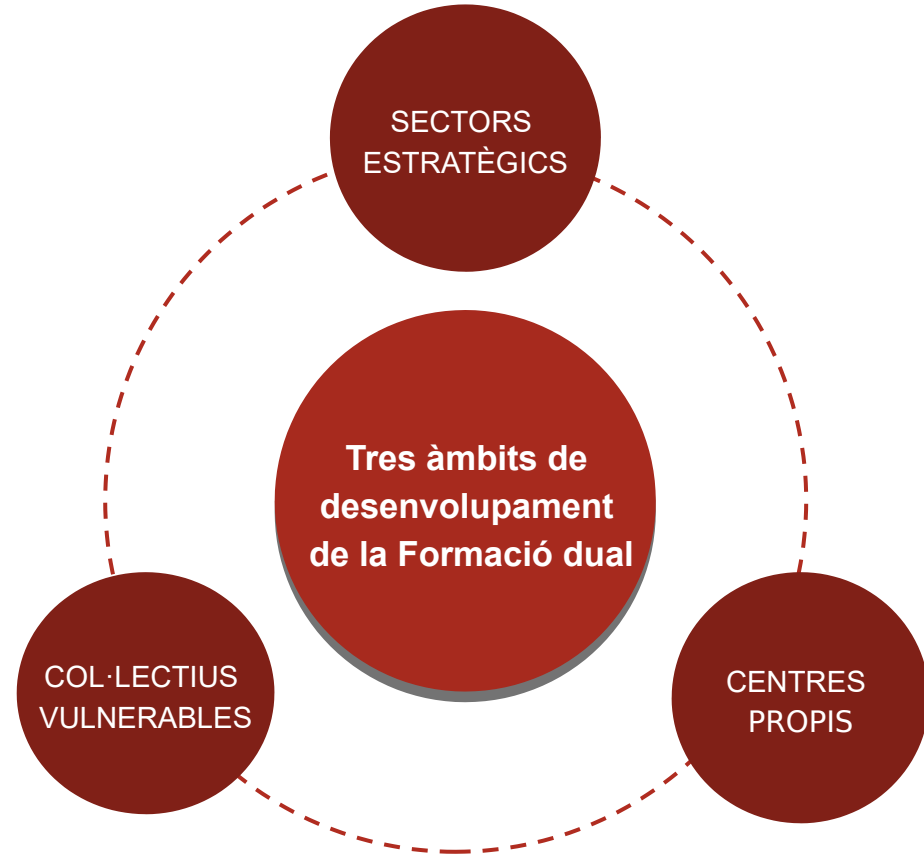 SECTORS
ESTRATÈGICS
Tres àmbits de
desenvolupament
de la Formació dual
COL·LECTIUS
VULNERABLES
CENTRES
PROPIS